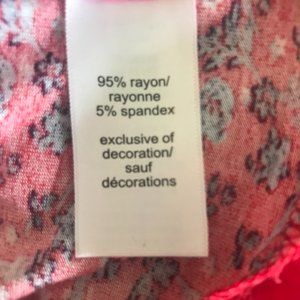 95% rayon/
rayonne
5% spandex
exclusive of
decoration/
sauf
décorations